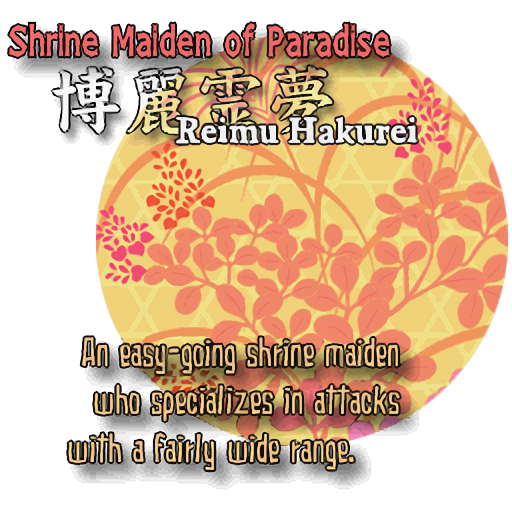 Shrine Maiden of Paradise
博麗霊夢
Reimu Hakurei
An easy-going shrine maiden
who specializes in attacks
with a fairly wide range.